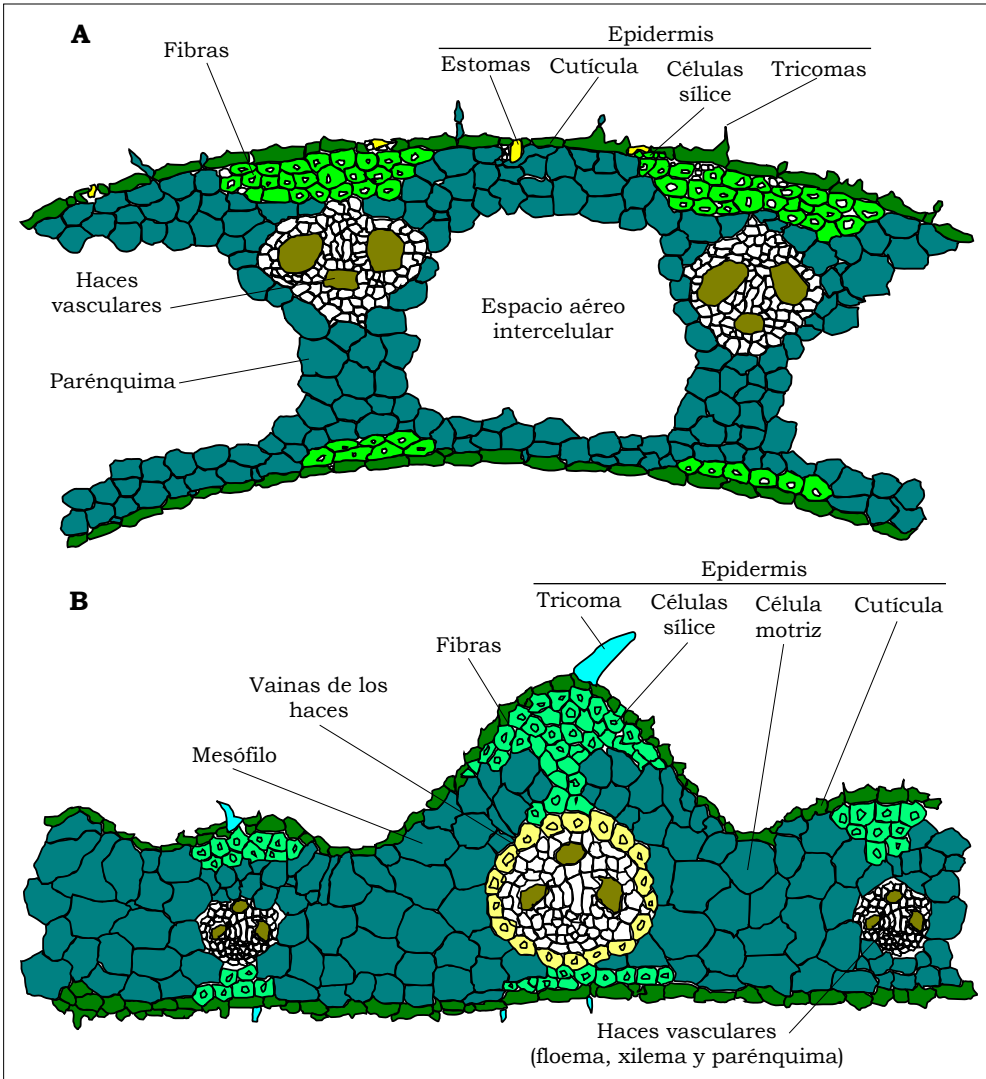 A
Epidermis
Fibras
Estomas
Cutícula
Células
sílice
Tricomas
Haces
vasculares
Espacio aéreo
intercelular
Parénquima
B
Epidermis
Tricoma
Células
sílice
Célula
motriz
Cutícula
Fibras
Vainas de los
haces
Mesófilo
Haces vasculares
(floema, xilema y parénquima)